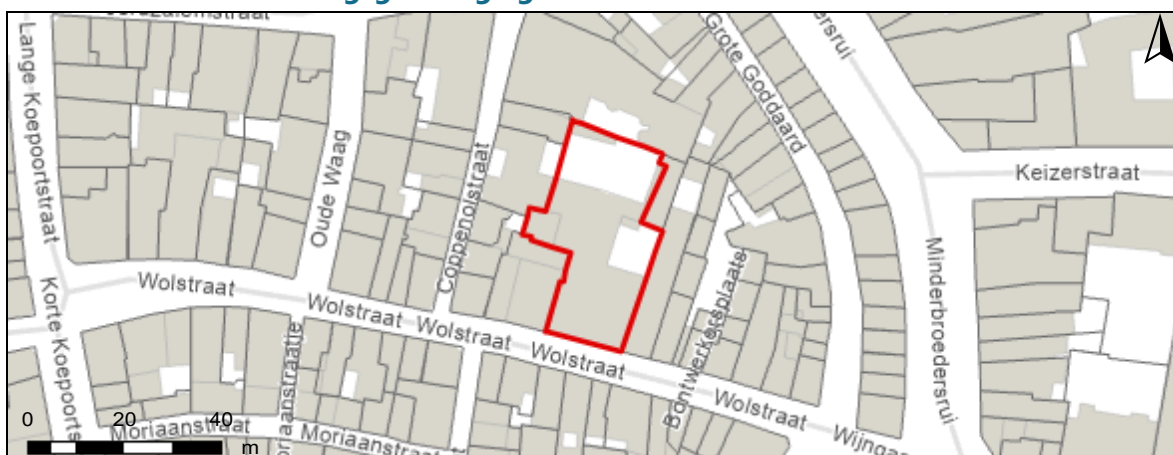 Lange Koepoortstraat
Oude Waag
Coppenolstraat
Grote Goddaard
Keizerstraat
Minderbroedersrui
Wolstraat
Wolstraat
Wolstraat
Wolstraat
Wolstraat
Bontwerkersplaats
Korte Koepoorts
Moriaanstraat
Moriaanstraat
0 20 40
m